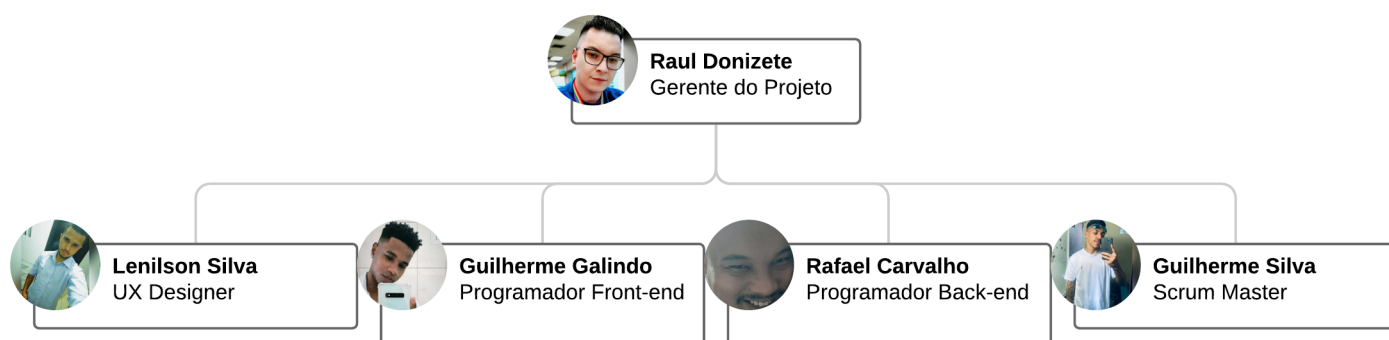 Raul Donizete
Gerente do Projeto
Lenilson Silva
UX Designer
Guilherme Galindo
Programador Front-end
Rafael Carvalho
Programador Back-end
Guilherme Silva
Scrum Master